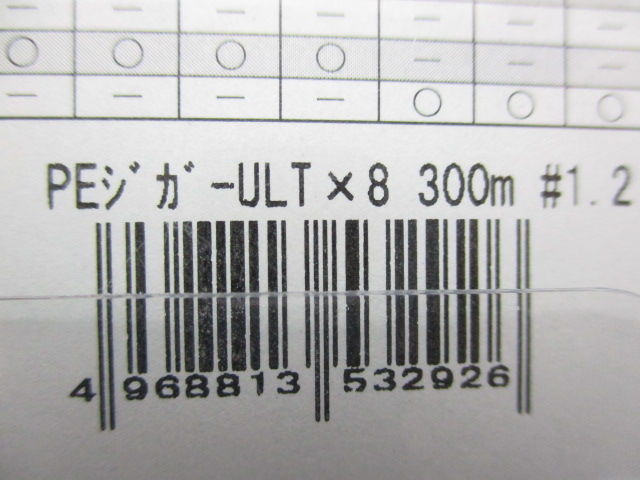 — — — —
○ ○ ○ ○ — — —
— — — — ○ ○ ○
PEジガーULT×8 300m #1.2
4 968813 532926